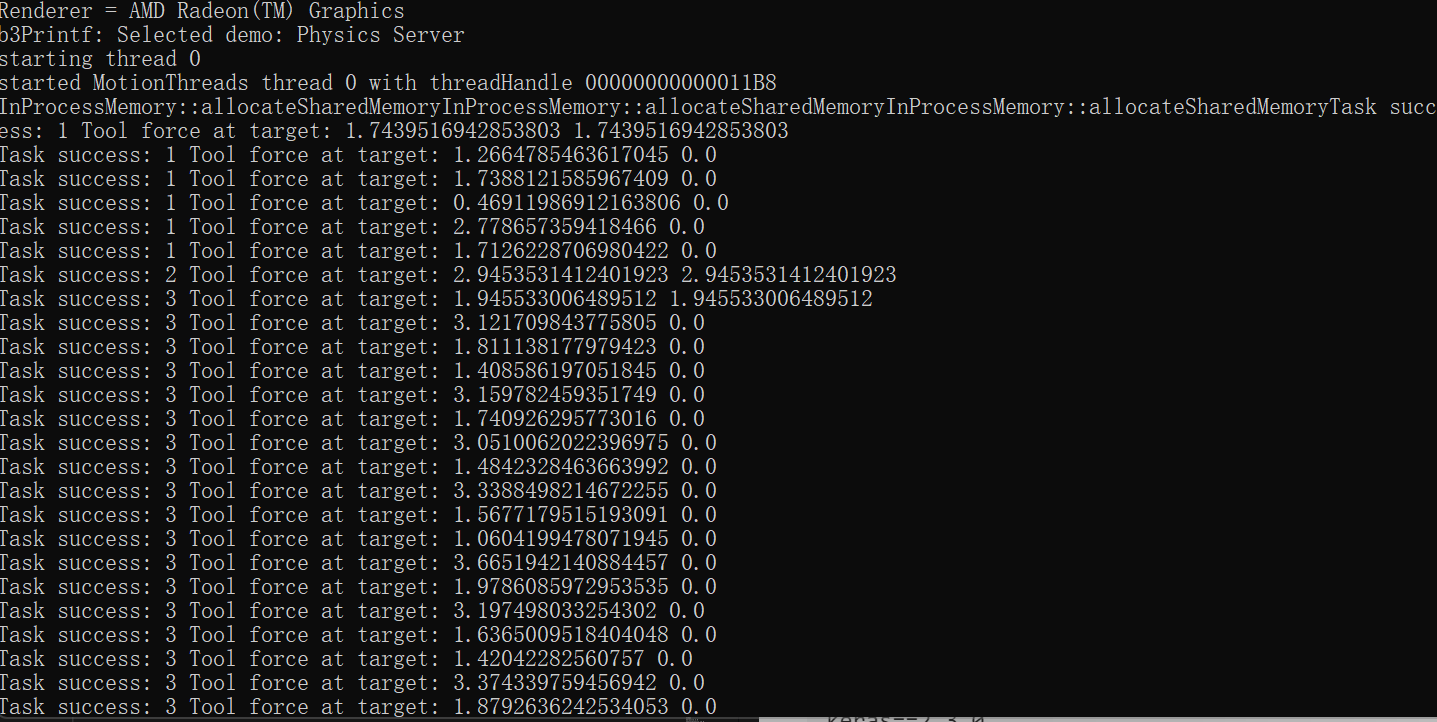 Renderer = AMD Radeon(TM) Graphics
b3Printf: Selected demo: Physics Server
starting thread 0
started MotionThreads thread 0 with threadHandle 00000000000011B8
InProcessMemory::allocateSharedMemoryInProcessMemory::allocateSharedMemoryInProcessMemory::allocateSharedMemoryTask succ
ess: 1 Tool force at target: 1.7439516942853803 1.7439516942853803
Task success: 1 Tool force at target: 1.2664785463617045 0.0
Task success: 1 Tool force at target: 1.7388121585967409 0.0
Task success: 1 Tool force at target: 0.46911986912163806 0.0
Task success: 1 Tool force at target: 2.778657359418466 0.0
Task success: 1 Tool force at target: 1.7126228706980422 0.0
Task success: 2 Tool force at target: 2.9453531412401923 2.9453531412401923
Task success: 3 Tool force at target: 1.945533006489512 1.945533006489512
Task success: 3 Tool force at target: 3.121709843775805 0.0
Task success: 3 Tool force at target: 1.811138177979423 0.0
Task success: 3 Tool force at target: 1.408586197051845 0.0
Task success: 3 Tool force at target: 3.159782459351749 0.0
Task success: 3 Tool force at target: 1.740926295773016 0.0
Task success: 3 Tool force at target: 3.0510062022396975 0.0
Task success: 3 Tool force at target: 1.4842328463663992 0.0
Task success: 3 Tool force at target: 3.3388498214672255 0.0
Task success: 3 Tool force at target: 1.5677179515193091 0.0
Task success: 3 Tool force at target: 1.0604199478071945 0.0
Task success: 3 Tool force at target: 3.6651942140884457 0.0
Task success: 3 Tool force at target: 1.9786085972953535 0.0
Task success: 3 Tool force at target: 3.197498033254302 0.0
Task success: 3 Tool force at target: 1.6365009518404048 0.0
Task success: 3 Tool force at target: 1.42042282560757 0.0
Task success: 3 Tool force at target: 3.374339759456942 0.0
Task success: 3 Tool force at target: 1.8792636242534053 0.0